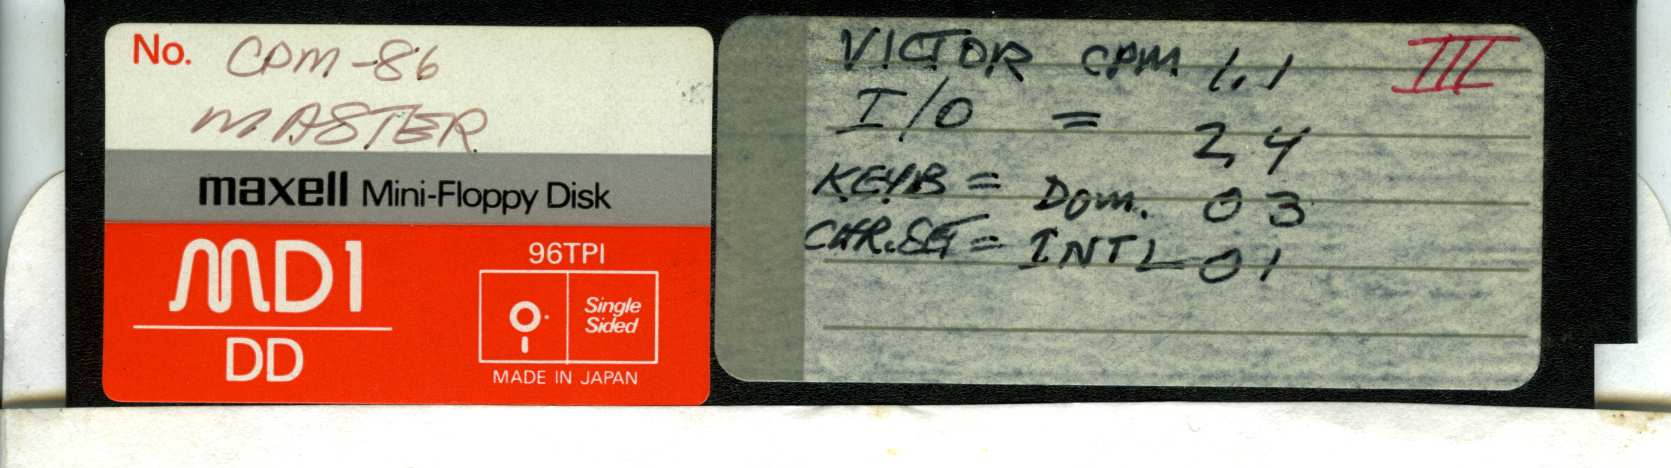 No. CPM-86
MASTER
maxell Mini-Floppy Disk
MD1
DD
96TPI
Single
Sided
MADE IN JAPAN
VICTOR CPM 1.1
III
I/O = 2.4
KEYB = Dom. 03
CHR.SET = INTL 01